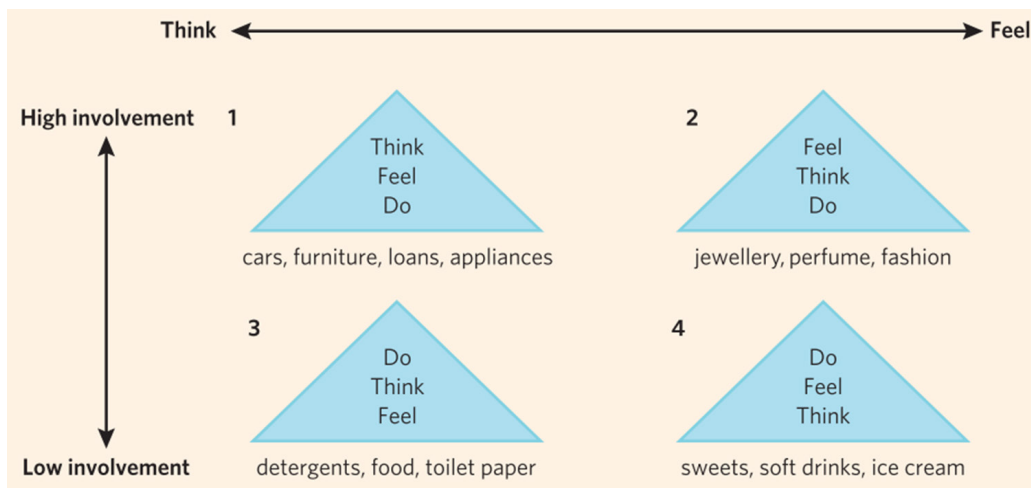 Think Feel
High involvement 1 2
Think
Feel
Do
Feel
Think
Do
cars, furniture, loans, appliances
jewellery, perfume, fashion
3 4
Do
Think
Feel
Do
Feel
Think
Low involvement
detergents, food, toilet paper
sweets, soft drinks, ice cream